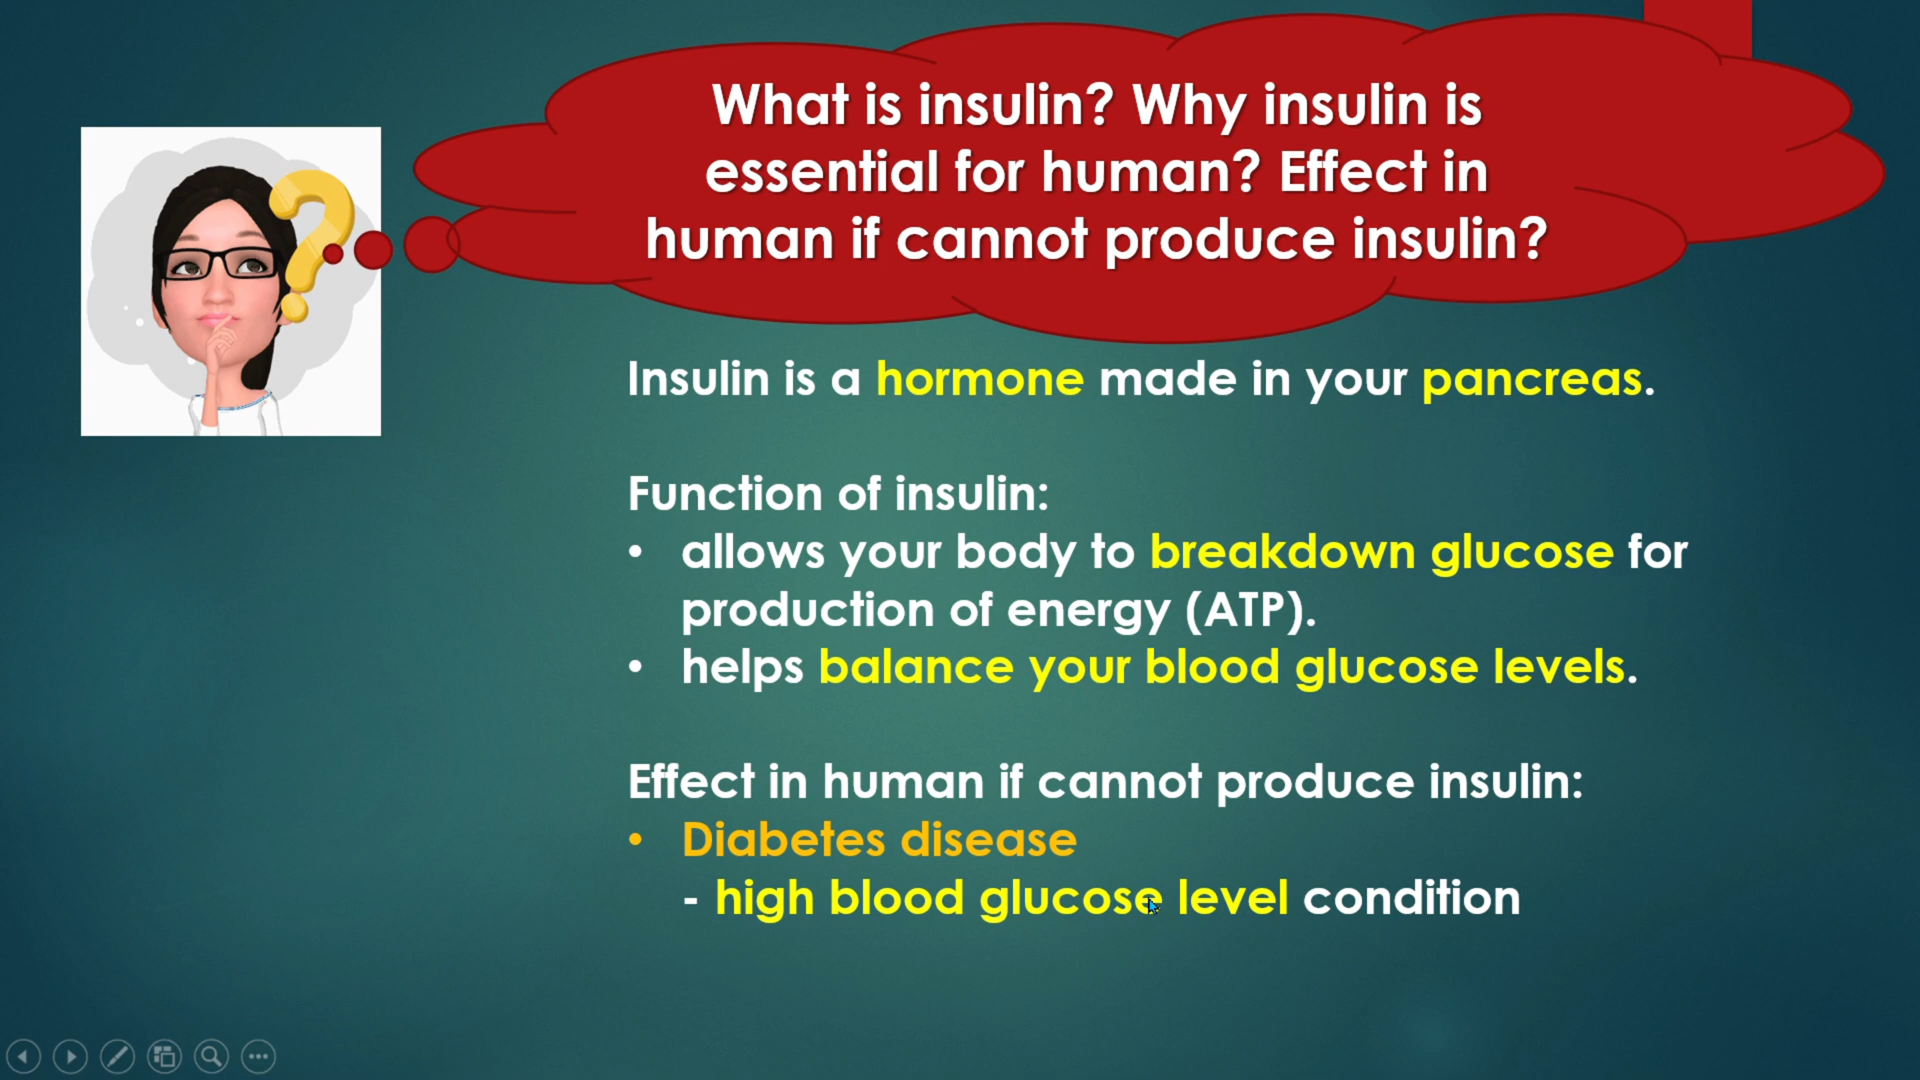 What is insulin? Why insulin is
essential for human? Effect in
human if cannot produce insulin?
Insulin is a hormone made in your pancreas.
Function of insulin:
• allows your body to breakdown glucose for
production of energy (ATP).
• helps balance your blood glucose levels.
Effect in human if cannot produce insulin:
• Diabetes disease
- high blood glucose level condition